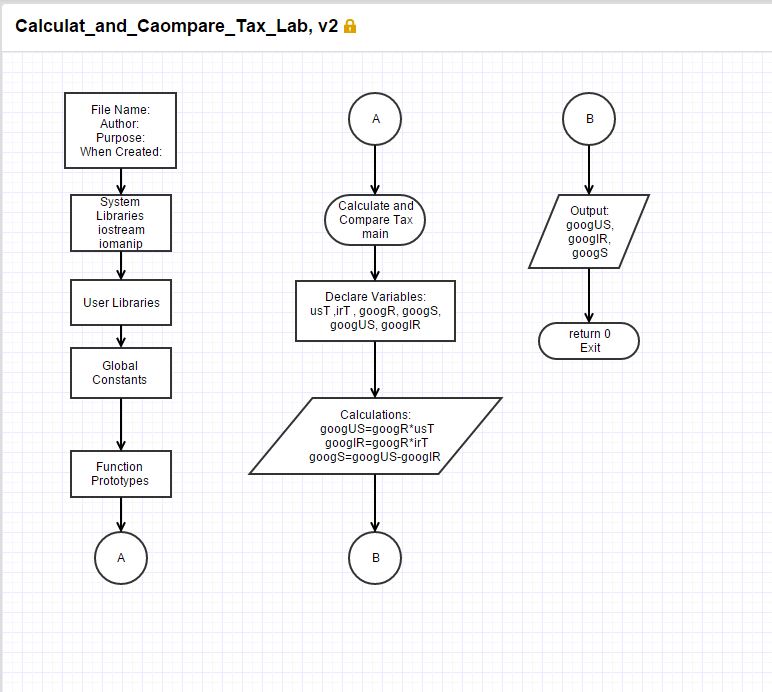 Calculat_and_Caompare_Tax_Lab, v2
File Name:
Author:
Purpose:
When Created:
System
Libraries
iostream
iomanip
User Libraries
Global
Constants
Function
Prototypes
A
A
Calculate and
Compare Tax
main
Declare Variables:
usT ,irT , googR, googS,
googUS, googIR
Calculations:
googUS=googR*usT
googIR=googR*irT
googS=googUS-googIR
B
B
Output:
googUS,
googIR,
googS
return 0
Exit